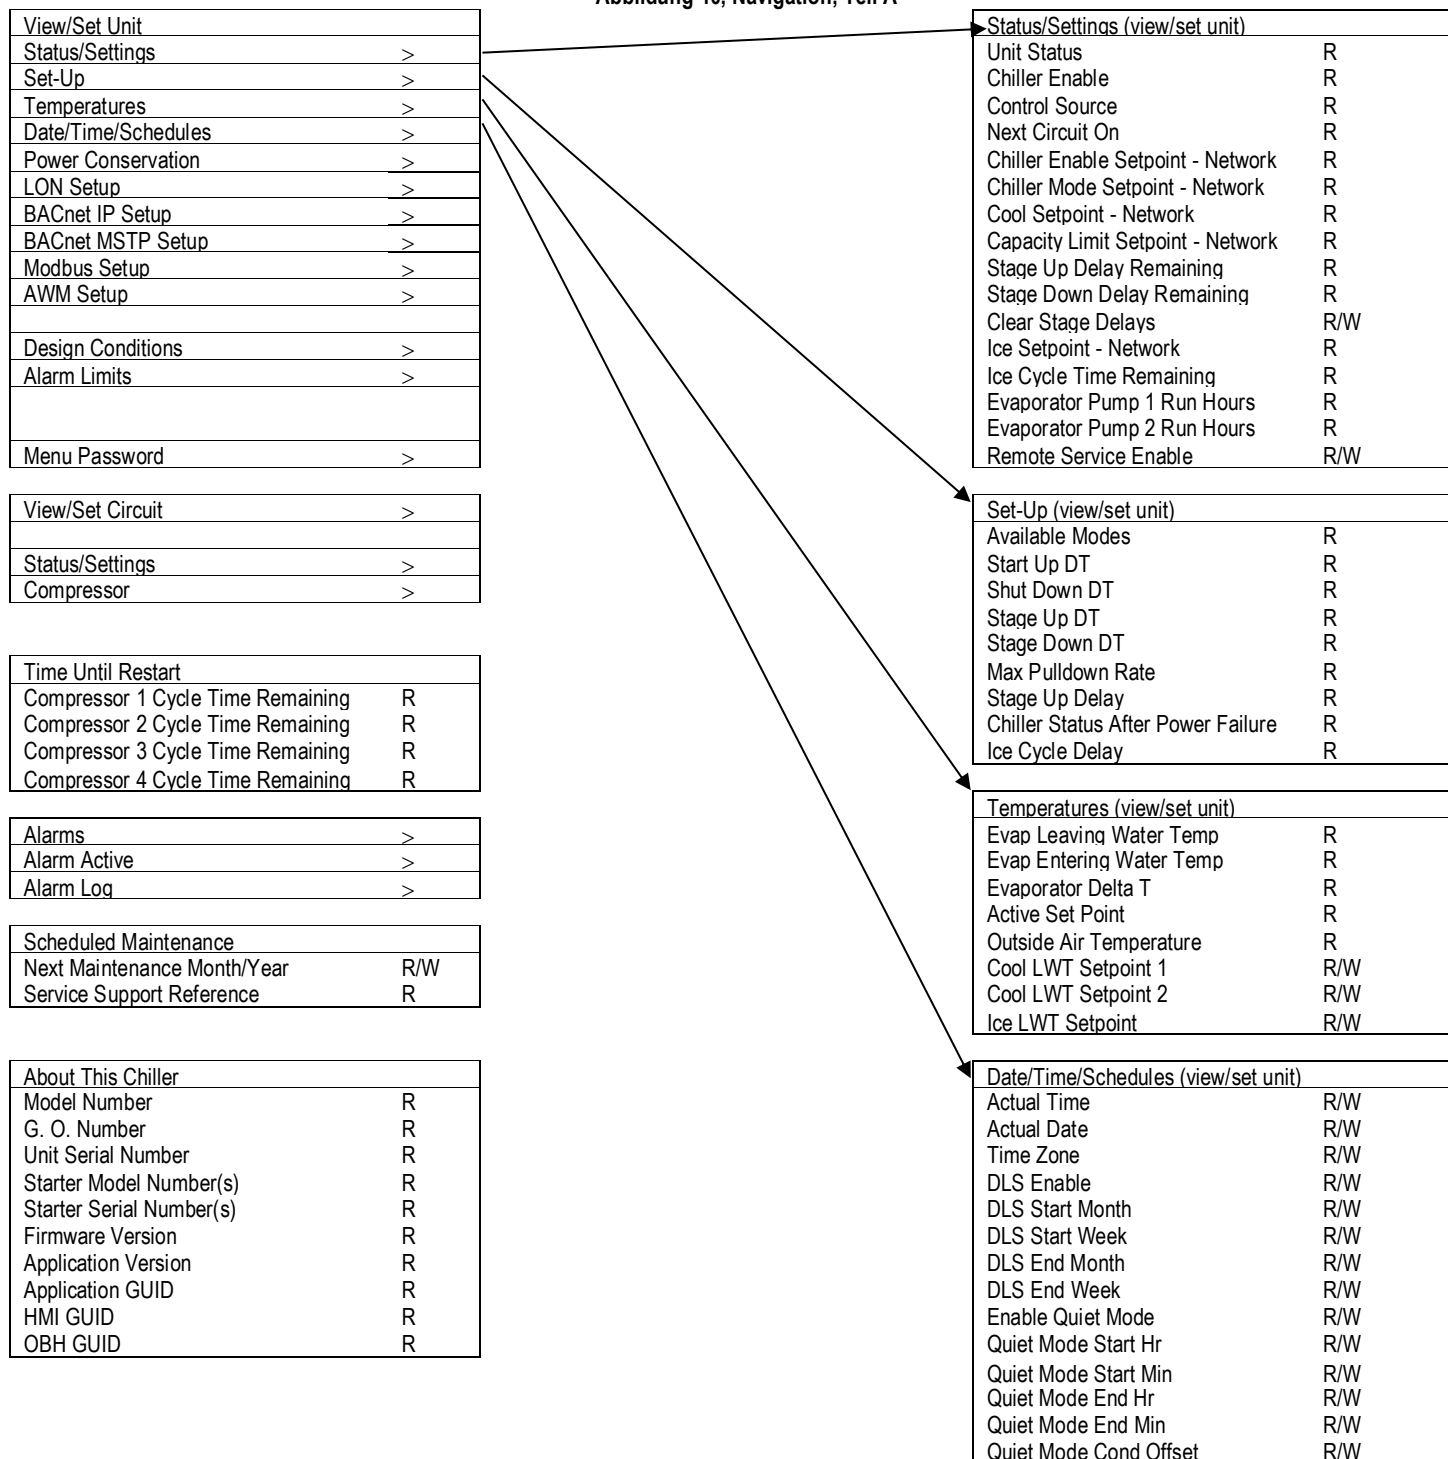 Abbildung 10, Navigation, Teil A
View/Set Unit
Status/Settings >
Set-Up >
Temperatures >
Date/Time/Schedules >
Power Conservation >
LON Setup >
BACnet IP Setup >
BACnet MSTP Setup >
Modbus Setup >
AWM Setup >
Design Conditions >
Alarm Limits >
Menu Password >
View/Set Circuit >
Status/Settings >
Compressor >
Time Until Restart
Compressor 1 Cycle Time Remaining R
Compressor 2 Cycle Time Remaining R
Compressor 3 Cycle Time Remaining R
Compressor 4 Cycle Time Remaining R
Alarms >
Alarm Active >
Alarm Log >
Scheduled Maintenance
Next Maintenance Month/Year R/W
Service Support Reference R
About This Chiller
Model Number R
G. O. Number R
Unit Serial Number R
Starter Model Number(s) R
Starter Serial Number(s) R
Firmware Version R
Application Version R
Application GUID R
HMI GUID R
OBH GUID R
Status/Settings (view/set unit)
Unit Status R
Chiller Enable R
Control Source R
Next Circuit On R
Chiller Enable Setpoint - Network R
Chiller Mode Setpoint - Network R
Cool Setpoint - Network R
Capacity Limit Setpoint - Network R
Stage Up Delay Remaining R
Stage Down Delay Remaining R
Clear Stage Delays R/W
Ice Setpoint - Network R
Ice Cycle Time Remaining R
Evaporator Pump 1 Run Hours R
Evaporator Pump 2 Run Hours R
Remote Service Enable R/W
Set-Up (view/set unit)
Available Modes R
Start Up DT R
Shut Down DT R
Stage Up DT R
Stage Down DT R
Max Pulldown Rate R
Stage Up Delay R
Chiller Status After Power Failure R
Ice Cycle Delay R
Temperatures (view/set unit)
Evap Leaving Water Temp R
Evap Entering Water Temp R
Evaporator Delta T R
Active Set Point R
Outside Air Temperature R
Cool LWT Setpoint 1 R/W
Cool LWT Setpoint 2 R/W
Ice LWT Setpoint R/W
Date/Time/Schedules (view/set unit)
Actual Time R/W
Actual Date R/W
Time Zone R/W
DLS Enable R/W
DLS Start Month R/W
DLS Start Week R/W
DLS End Month R/W
DLS End Week R/W
Enable Quiet Mode R/W
Quiet Mode Start Hr R/W
Quiet Mode Start Min R/W
Quiet Mode End Hr R/W
Quiet Mode End Min R/W
Quiet Mode Cond Offset R/W